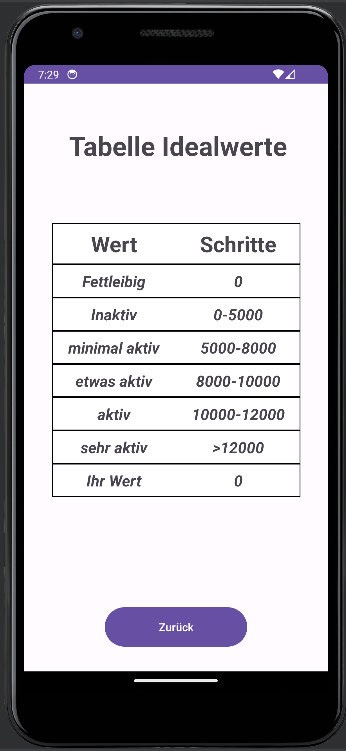 7:29
Tabelle Idealwerte
Wert Schritte
Fettleibig 0
Inaktiv 0-5000
minimal aktiv 5000-8000
etwas aktiv 8000-10000
aktiv 10000-12000
sehr aktiv >12000
Ihr Wert 0
Zurück